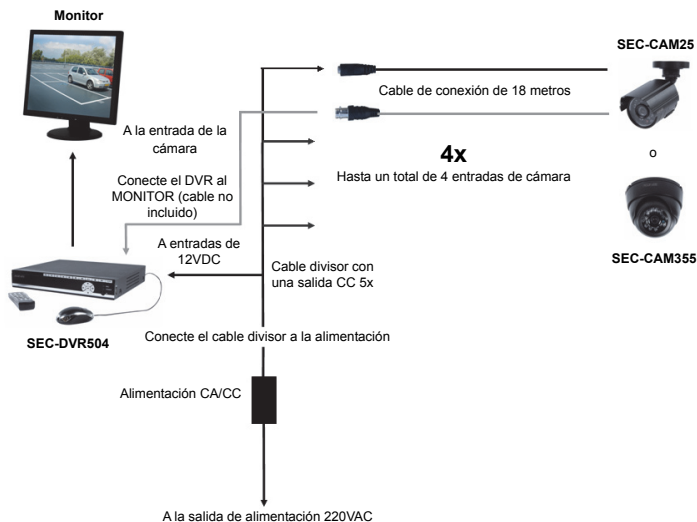 Monitor
SEC-CAM25
Cable de conexión de 18 metros
A la entrada de la
cámara
4x
o
Hasta un total de 4 entradas de cámara
Conecte el DVR al
MONITOR (cable no
incluido)
A entradas de
12VDC
SEC-CAM355
Cable divisor con
una salida CC 5x
SEC-DVR504
Conecte el cable divisor a la alimentación
Alimentación CA/CC
A la salida de alimentación 220VAC